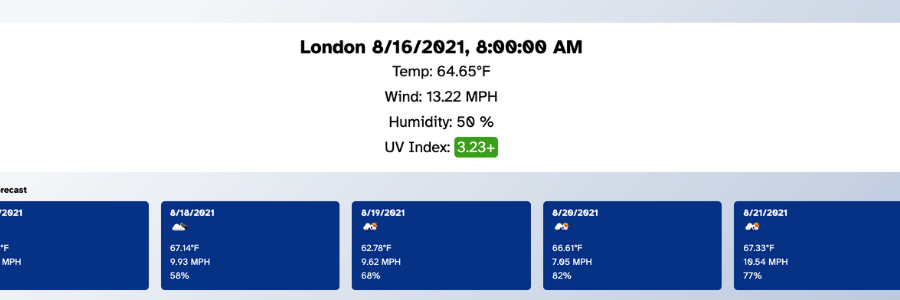 London 8/16/2021, 8:00:00 AM
Temp: 64.65°F
Wind: 13.22 MPH
Humidity: 50 %
UV Index: 3.23+
recast
/2021
°F
MPH
8/18/2021
67.14°F
9.93 MPH
58%
8/19/2021
62.78°F
9.62 MPH
68%
8/20/2021
66.61°F
7.05 MPH
82%
8/21/2021
67.33°F
10.54 MPH
77%